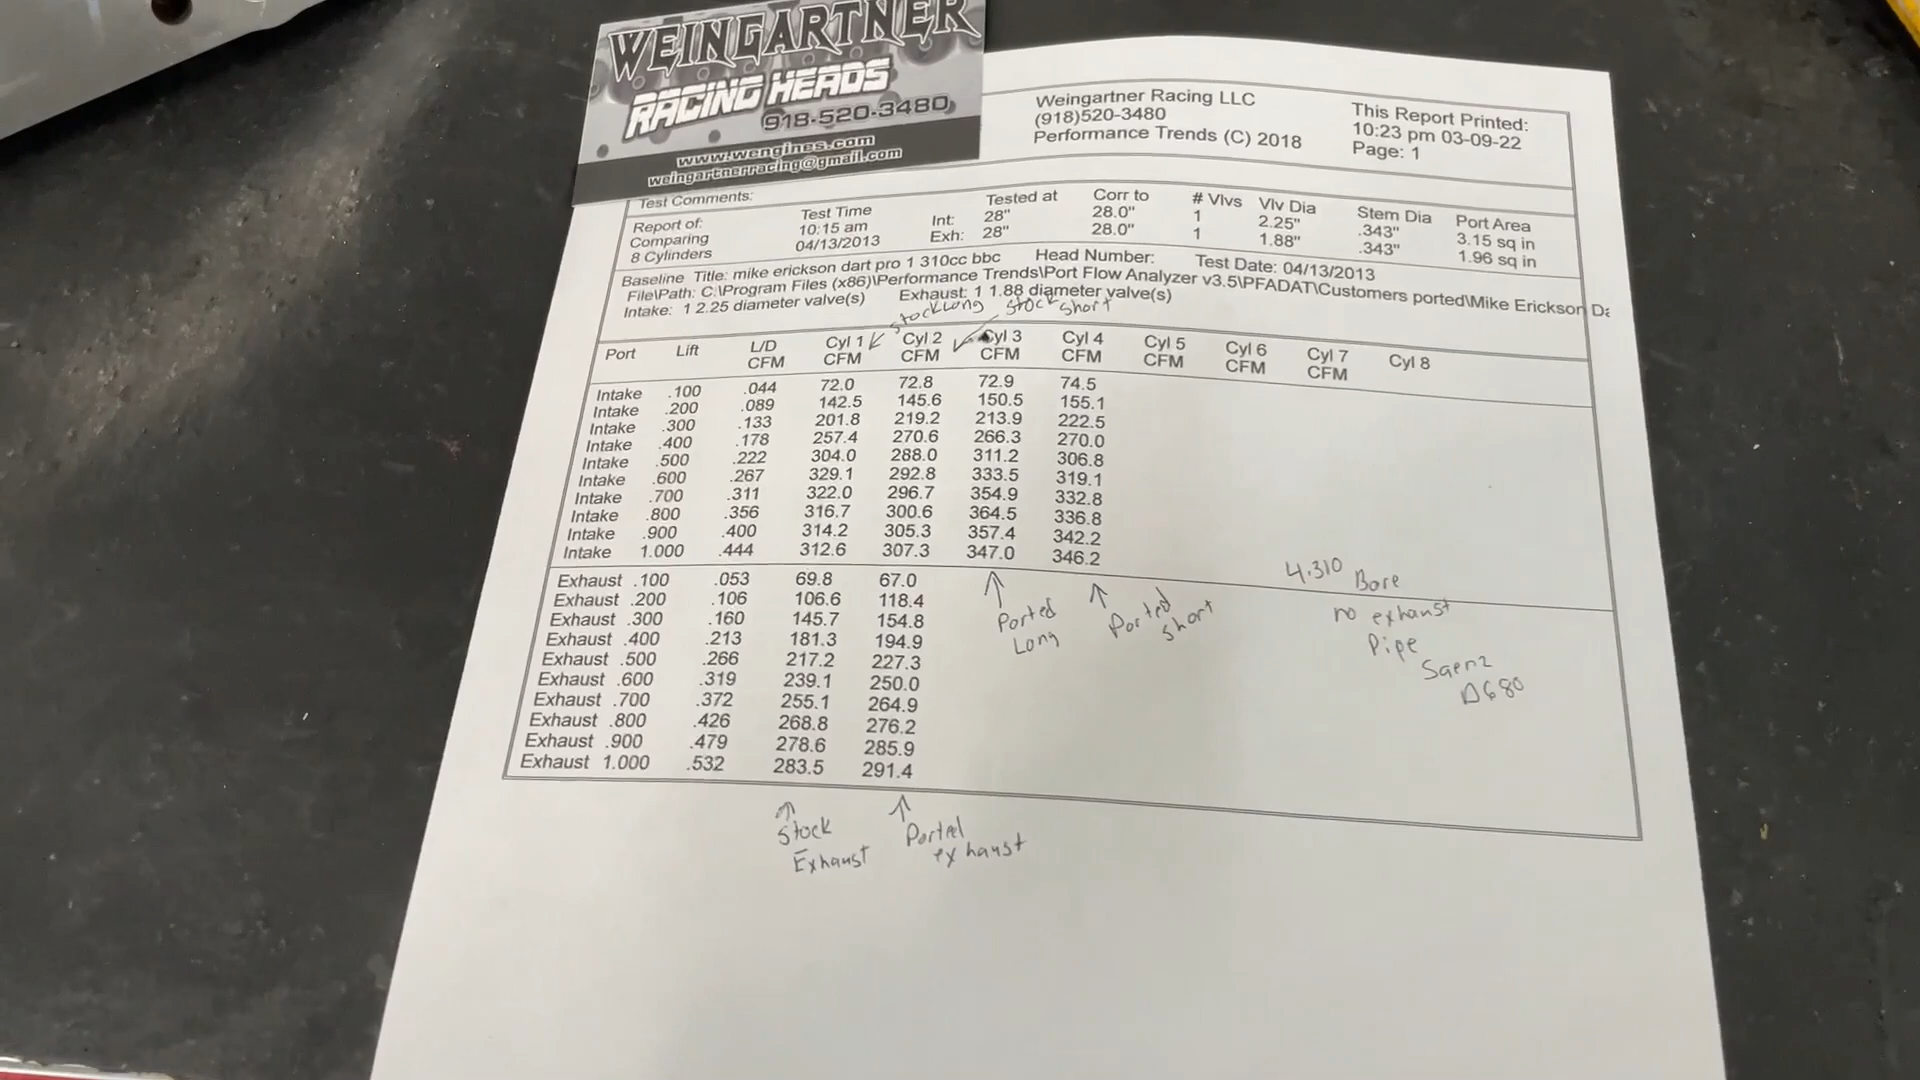 WEINGARTNER
RACING HEADS
918-520-3480
www.wengines.com
weingartnerracing@gmail.com
Weingartner Racing LLC
(918)520-3480
Performance Trends (C) 2018
This Report Printed:
10:23 pm 03-09-22
Page: 1
Test Comments:
Report of:
Comparing
8 Cylinders
Test Time
10:15 am
04/13/2013
Tested at Corr to # Vlvs Vlv Dia Stem Dia Port Area
Int: 28" 28.0" 1 2.25" .343" 3.15 sq in
Exh: 28" 28.0" 1 1.88" .343" 1.96 sq in
Baseline Title: mike erickson dart pro 1 310cc bbc Head Number: Test Date: 04/13/2013
File\Path: C:\Program Files (x86)\Performance Trends\Port Flow Analyzer v3.5\PFADAT\Customers ported\Mike Erickson Da
Intake: 1 2.25 diameter valve(s) Exhaust: 1 1.88 diameter valve(s)
Stock Long Stock Short
Port Lift L/D Cyl 1 Cyl 2 Cyl 3 Cyl 4 Cyl 5 Cyl 6 Cyl 7 Cyl 8
CFM CFM CFM CFM CFM CFM CFM CFM
Intake .100 .044 72.0 72.8 72.9 74.5
Intake .200 .089 142.5 145.6 150.5 155.1
Intake .300 .133 201.8 219.2 213.9 222.5
Intake .400 .178 257.4 270.6 266.3 270.0
Intake .500 .222 304.0 288.0 311.2 306.8
Intake .600 .267 329.1 292.8 333.5 319.1
Intake .700 .311 322.0 296.7 354.9 332.8
Intake .800 .356 316.7 300.6 364.5 336.8
Intake .900 .400 314.2 305.3 357.4 342.2
Intake 1.000 .444 312.6 307.3 347.0 346.2
Exhaust .100 .053 69.8 67.0
Exhaust .200 .106 106.6 118.4
Exhaust .300 .160 145.7 154.8
Exhaust .400 .213 181.3 194.9
Exhaust .500 .266 217.2 227.3
Exhaust .600 .319 239.1 250.0
Exhaust .700 .372 255.1 264.9
Exhaust .800 .426 268.8 276.2
Exhaust .900 .479 278.6 285.9
Exhaust 1.000 .532 283.5 291.4
Ported
Long
Ported
Short
4.310 Bore
no exhaust
Pipe
Saenz
D680
Stock
Exhaust
Ported
exhaust